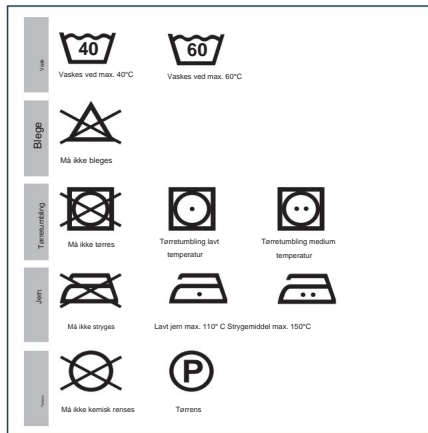 Vask
40
60
Vaskes ved max. 40°C
Vaskes ved max. 60°C
Blege
Må ikke bleges
Tørretumbling
Må ikke tørres
Tørretumbling lavt
temperatur
Tørretumbling medium
temperatur
Jern
Må ikke stryges
Lavt jern max. 110° C Strygemiddel max. 150°C
P
Må ikke kemisk renses
Tørrens